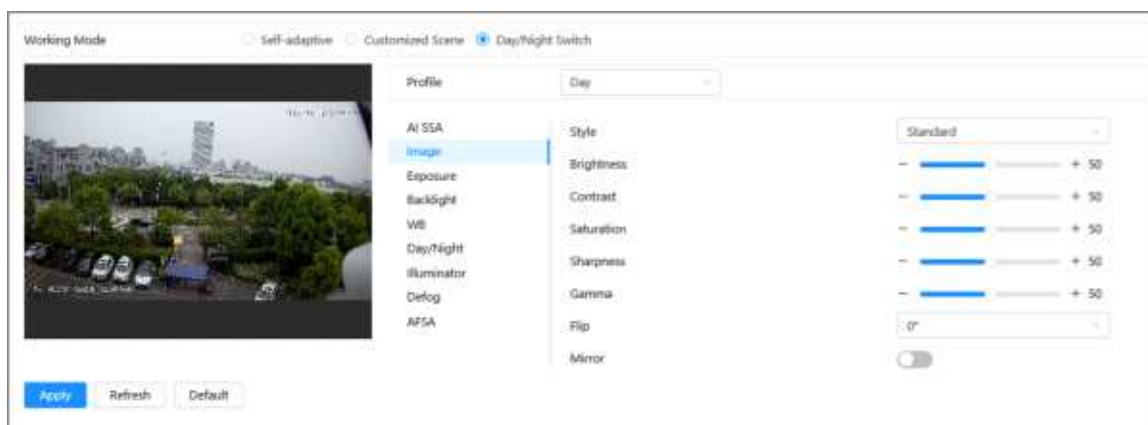 Working Mode Self-adaptive Customized Scene Day/Night Switch
Profile Day
AI SSA
Image
Exposure
Backlight
WB
Day/Night
Illuminator
Defog
AFSA
Style Standard
Brightness - + 50
Contrast - + 50
Saturation - + 50
Sharpness - + 50
Gamma - + 50
Flip 0°
Mirror
Apply Refresh Default